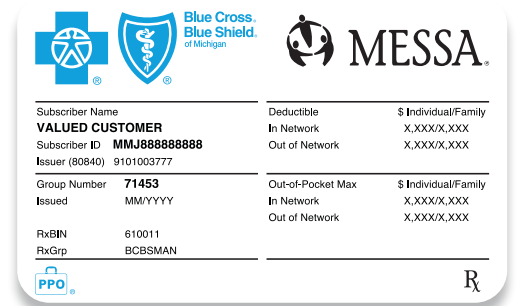 Blue Cross®
Blue Shield®
of Michigan
® ®
MESSA®
Subscriber Name
VALUED CUSTOMER
Subscriber ID MMJ888888888
Issuer (80840) 9101003777
Group Number 71453
Issued MM/YYYY
RxBIN 610011
RxGrp BCBSMAN
Deductible $ Individual/Family
In Network X,XXX/X,XXX
Out of Network X,XXX/X,XXX
Out-of-Pocket Max $ Individual/Family
In Network X,XXX/X,XXX
Out of Network X,XXX/X,XXX
PPO®
Rx